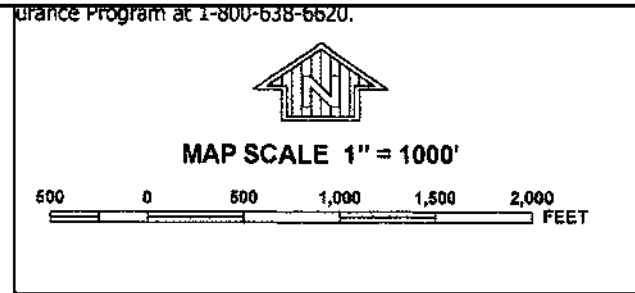 urance Program at 1-800-638-6620.
N
MAP SCALE 1" = 1000'
500 0 500 1,000 1,500 2,000
FEET